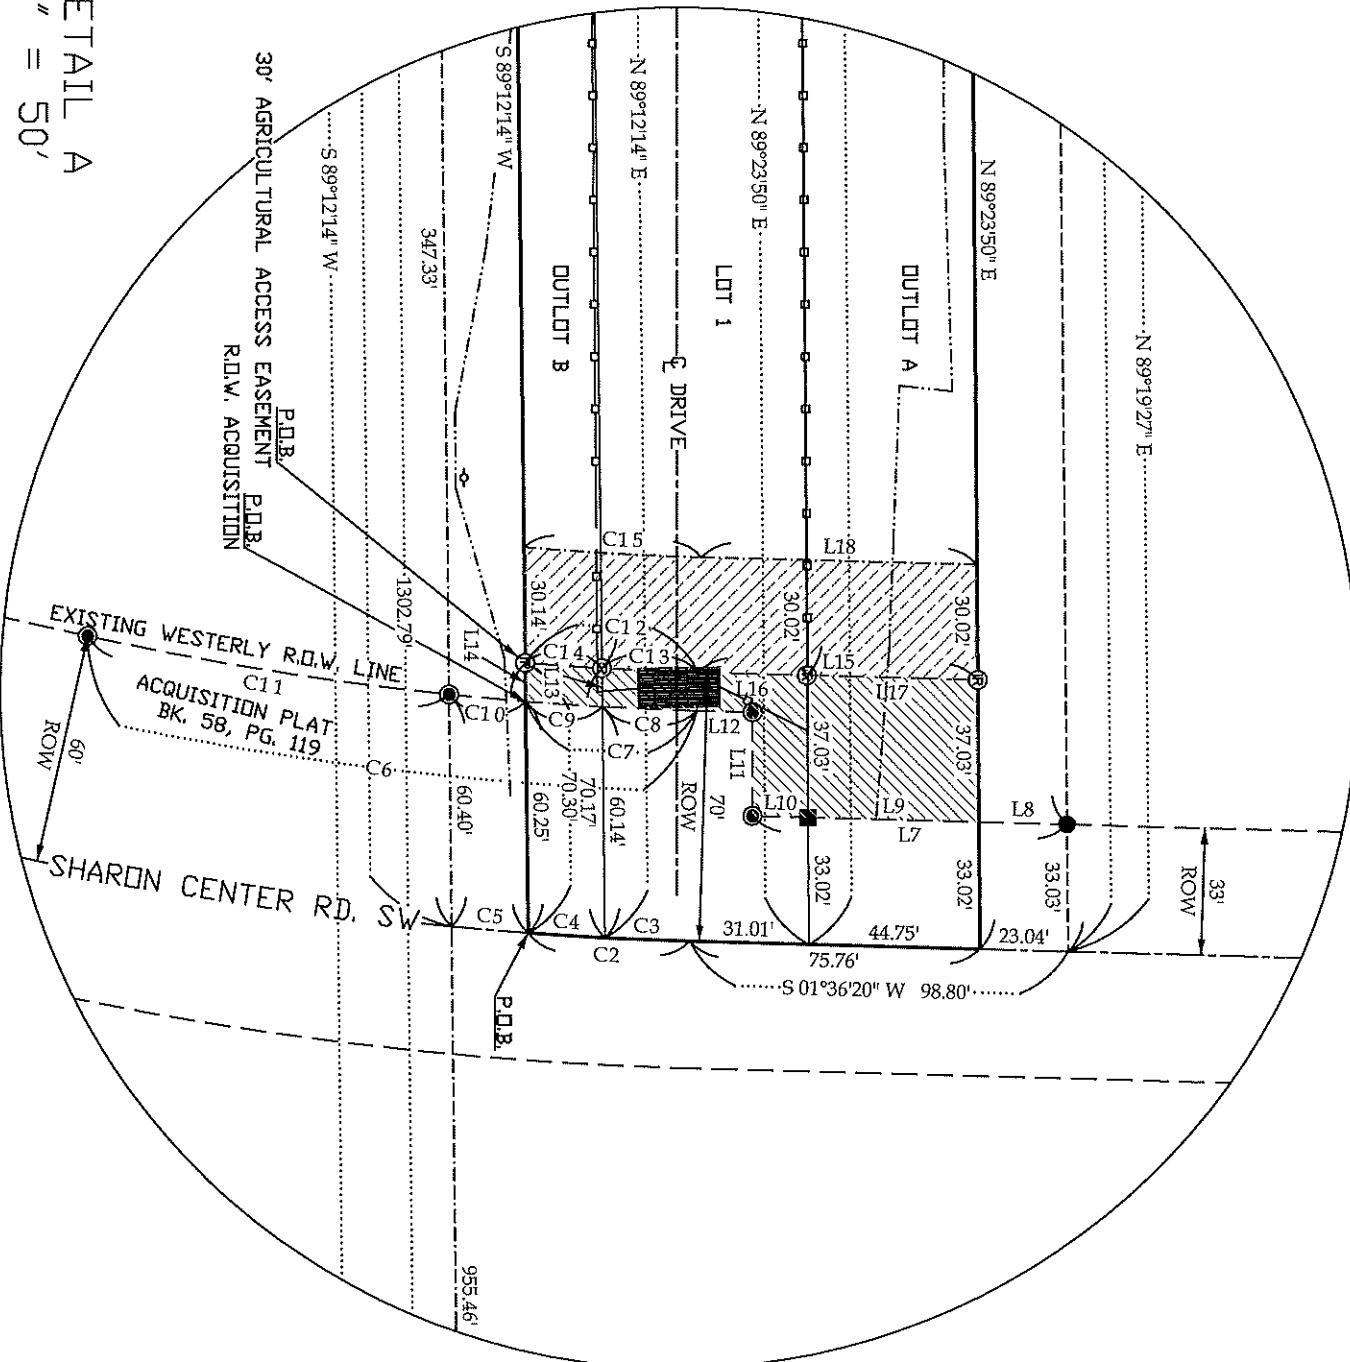 ETAIL A
" = 50'
N 89°19'27" E
N 89°23'50" E
OUTLOT A
N 89°23'50" E
LOT 1
℄ DRIVE
N 89°12'14" E
OUTLOT B
S 89°12'14" W
347.33'
S 89°12'14" W
30' AGRICULTURAL ACCESS EASEMENT
P.O.B.
R.O.W. ACQUISITION
P.O.B.
C15
L18
30.14'
30.02'
30.02'
C12
C14
C13
L13
L14
L15
L16
L17
1302.79'
EXISTING WESTERLY R.O.W. LINE
C11
C10
C9
C8
L12
C7
L11
37.03'
37.03'
ACQUISITION PLAT
BK. 58, PG. 119
C6
60'
ROW
60.40'
60.25'
70.30'
70.17'
60.14'
70'
ROW
L10
L9
L7
L8
33.02'
33.02'
33.03'
33'
ROW
SHARON CENTER RD. SW
C5
C4
C3
C2
31.01'
44.75'
23.04'
75.76'
S 01°36'20" W 98.80'
P.O.B.
955.46'